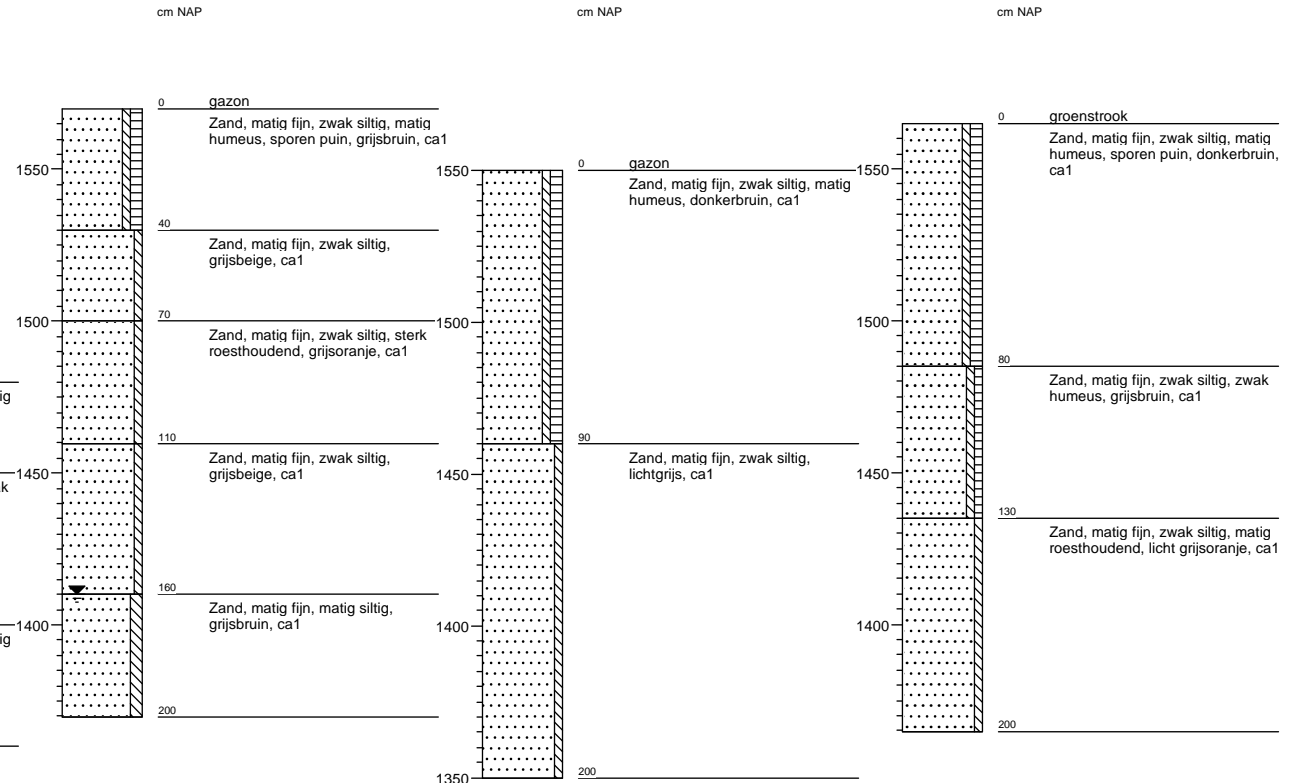 cm NAP
cm NAP
cm NAP
ig
k
ig
1550
1500
1450
1400
0 gazon
Zand, matig fijn, zwak siltig, matig
humeus, sporen puin, grijsbruin, ca1
40
Zand, matig fijn, zwak siltig,
grijsbeige, ca1
70
Zand, matig fijn, zwak siltig, sterk
roesthoudend, grijsoranje, ca1
110
Zand, matig fijn, zwak siltig,
grijsbeige, ca1
160
Zand, matig fijn, matig siltig,
grijsbruin, ca1
200
1550
1500
1450
1400
1350
0 gazon
Zand, matig fijn, zwak siltig, matig
humeus, donkerbruin, ca1
90
Zand, matig fijn, zwak siltig,
lichtgrijs, ca1
200
1550
1500
1450
1400
0 groenstrook
Zand, matig fijn, zwak siltig, matig
humeus, sporen puin, donkerbruin,
ca1
80
Zand, matig fijn, zwak siltig, zwak
humeus, grijsbruin, ca1
130
Zand, matig fijn, zwak siltig, matig
roesthoudend, licht grijsoranje, ca1
200